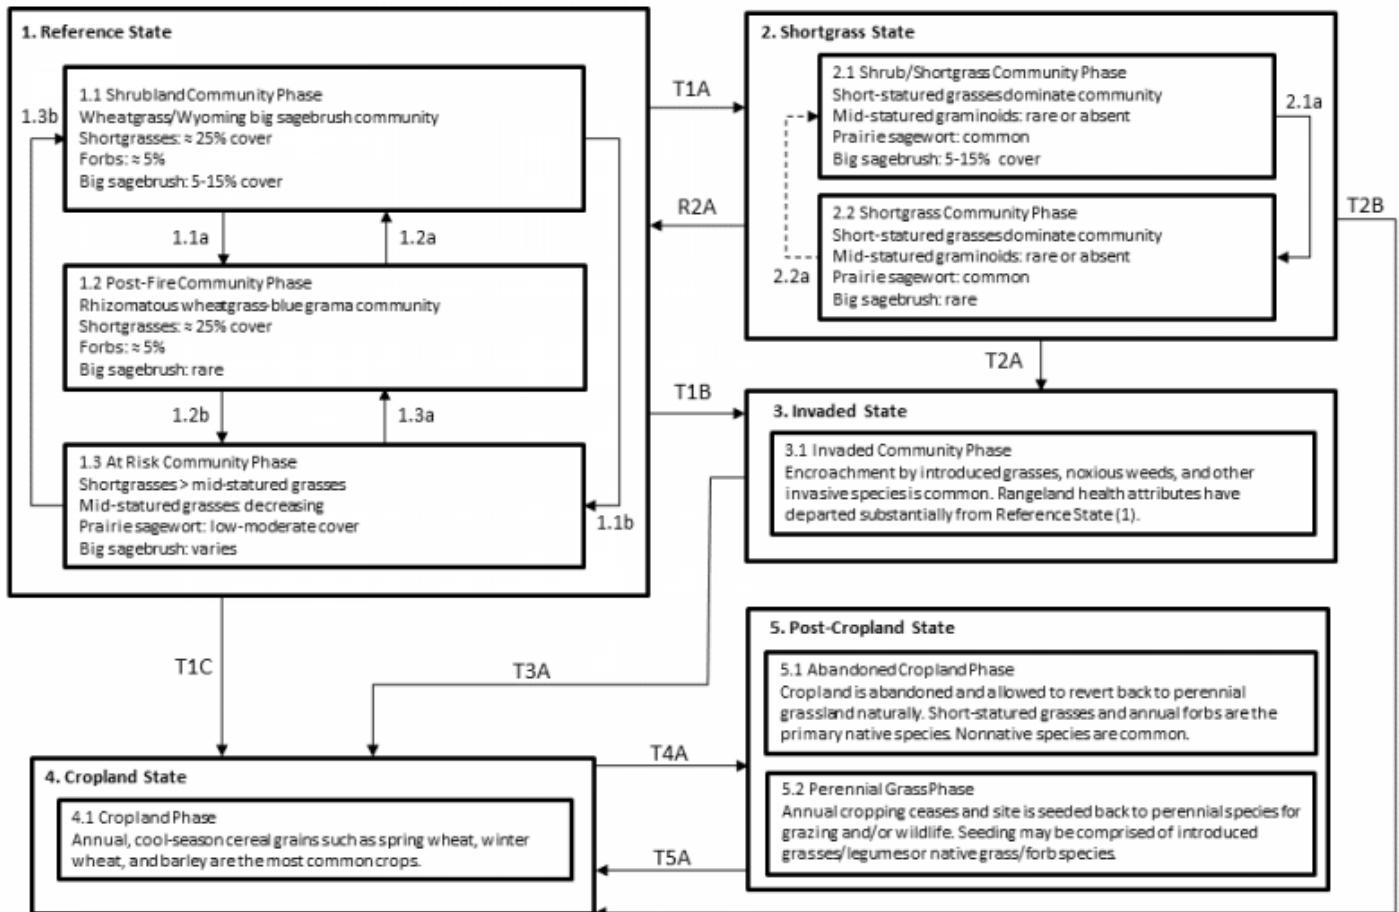 1. Reference State
1.3b
1.1 Shrubland Community Phase
Wheatgrass/Wyoming big sagebrush community
Shortgrasses: ≈ 25% cover
Forbs: ≈ 5%
Big sagebrush: 5-15% cover
1.1a
1.2a
1.2 Post-Fire Community Phase
Rhizomatous wheatgrass-blue grama community
Shortgrasses: ≈ 25% cover
Forbs: ≈ 5%
Big sagebrush: rare
1.2b
1.3a
1.3 At Risk Community Phase
Shortgrasses > mid-statured grasses
Mid-statured grasses: decreasing
Prairie sagewort: low-moderate cover
Big sagebrush: varies
1.1b
T1A
R2A
T1B
2. Shortgrass State
2.1 Shrub/Shortgrass Community Phase
Short-statured grasses dominate community
Mid-statured graminoids: rare or absent
Prairie sagewort: common
Big sagebrush: 5-15% cover
2.1a
2.2 Shortgrass Community Phase
Short-statured grasses dominate community
Mid-statured graminoids: rare or absent
Prairie sagewort: common
Big sagebrush: rare
2.2a
T2B
T2A
3. Invaded State
3.1 Invaded Community Phase
Encroachment by introduced grasses, noxious weeds, and other
invasive species is common. Rangeland health attributes have
departed substantially from Reference State (1).
T1C
T3A
4. Cropland State
4.1 Cropland Phase
Annual, cool-season cereal grains such as spring wheat, winter
wheat, and barley are the most common crops.
T4A
T5A
5. Post-Cropland State
5.1 Abandoned Cropland Phase
Cropland is abandoned and allowed to revert back to perennial
grassland naturally. Short-statured grasses and annual forbs are the
primary native species. Nonnative species are common.
5.2 Perennial Grass Phase
Annual cropping ceases and site is seeded back to perennial species for
grazing and/or wildlife. Seeding may be comprised of introduced
grasses/legumes or native grass/forb species.